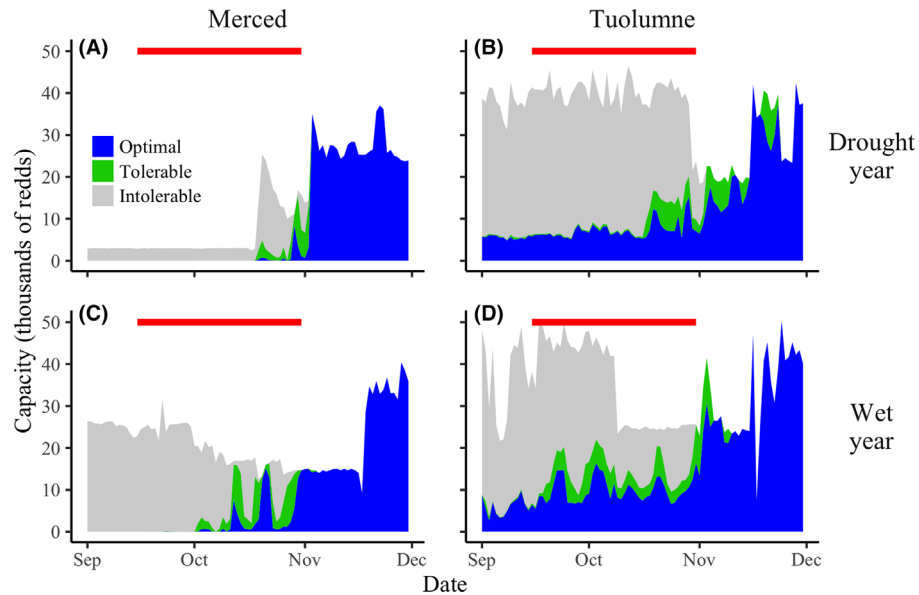 Merced
Tuolumne
Capacity (thousands of redds)
(A)
50
40
30
20
10
0
Optimal
Tolerable
Intolerable
(B)
Drought
year
(C)
50
40
30
20
10
0
(D)
Wet
year
Sep
Oct
Nov
Dec
Sep
Oct
Nov
Dec
Date